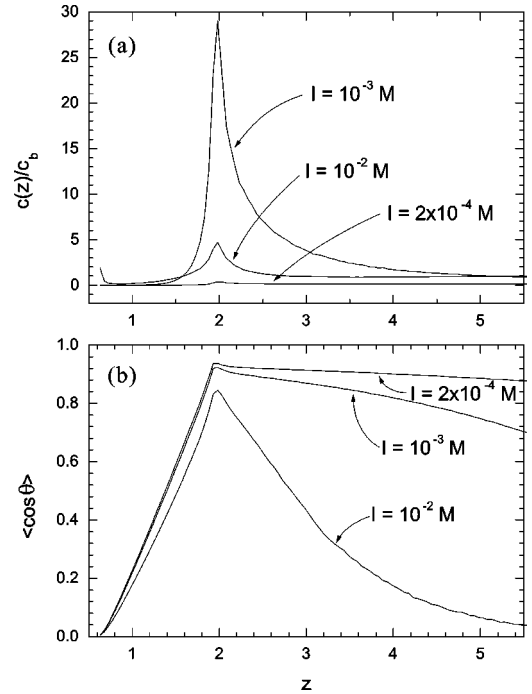 30
(a)
25
I = 10⁻³ M
20
15
I = 10⁻² M
10
I = 2x10⁻⁴ M
5
0
c(z)/c_b
1 2 3 4 5
1.0
(b)
0.8
I = 2x10⁻⁴ M
I = 10⁻³ M
0.6
0.4
I = 10⁻² M
0.2
0.0
<cosθ>
1 2 3 4 5
z